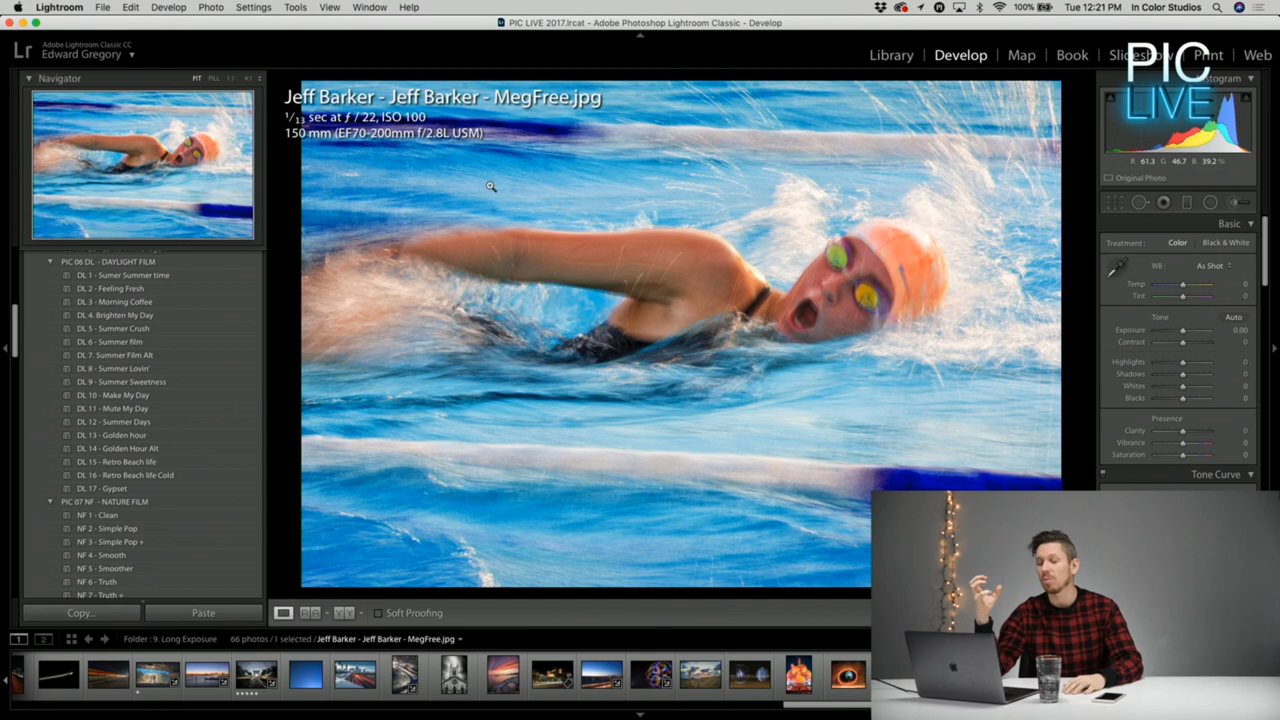 Lightroom File Edit Develop Photo Settings Tools View Window Help
100% Tue 12:21 PM In Color Studios
PIC LIVE 2017.lrcat - Adobe Photoshop Lightroom Classic - Develop
Lr Adobe Lightroom Classic CC
Edward Gregory
Library Develop Map Book Slideshow Print Web
PIC
LIVE
Navigator FIT FILL 1:1
Histogram
Jeff Barker - Jeff Barker - MegFree.jpg
1/13 sec at ƒ / 22, ISO 100
150 mm (EF70-200mm f/2.8L USM)
R 61.3 G 46.7 B 39.2 %
Original Photo
Basic
Treatment: Color Black & White
WB: As Shot
Temp 0
Tint 0
Tone Auto
Exposure 0.00
Contrast 0
Highlights 0
Shadows 0
Whites 0
Blacks 0
Presence
Clarity 0
Vibrance 0
Saturation 0
Tone Curve
PIC 06 DL - DAYLIGHT FILM
DL 1 - Sumer Summer time
DL 2 - Feeling Fresh
DL 3 - Morning Coffee
DL 4. Brighten My Day
DL 5 - Summer Crush
DL 6 - Summer film
DL 7. Summer Film Alt
DL 8 - Summer Lovin'
DL 9 - Summer Sweetness
DL 10 - Make My Day
DL 11 - Mute My Day
DL 12 - Summer Days
DL 13 - Golden hour
DL 14 - Golden Hour Alt
DL 15 - Retro Beach life
DL 16 - Retro Beach life Cold
DL 17 - Gypset
PIC 07 NF - NATURE FILM
NF 1 - Clean
NF 2 - Simple Pop
NF 3 - Simple Pop +
NF 4 - Smooth
NF 5 - Smoother
NF 6 - Truth
NF 7 - Truth +
Copy... Paste
Soft Proofing
1 2 Folder : 9. Long Exposure 66 photos / 1 selected / Jeff Barker - Jeff Barker - MegFree.jpg